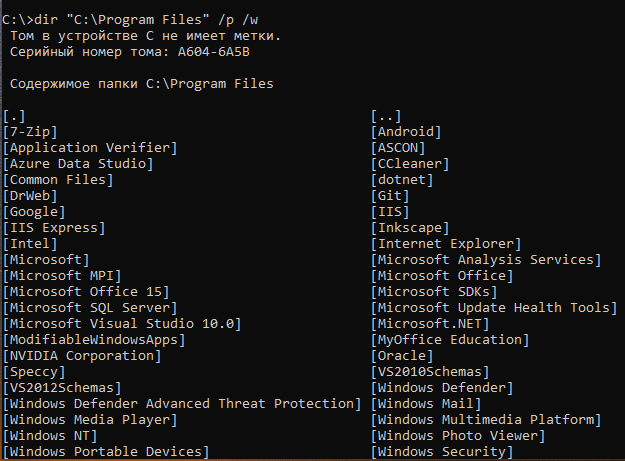 C:\>dir "C:\Program Files" /p /w
Том в устройстве C не имеет метки.
Серийный номер тома: A604-6A5B
Содержимое папки C:\Program Files
[.] [..]
[7-Zip] [Android]
[Application Verifier] [ASCON]
[Azure Data Studio] [CCleaner]
[Common Files] [dotnet]
[DrWeb] [Git]
[Google] [IIS]
[IIS Express] [Inkscape]
[Intel] [Internet Explorer]
[Microsoft] [Microsoft Analysis Services]
[Microsoft MPI] [Microsoft Office]
[Microsoft Office 15] [Microsoft SDKs]
[Microsoft SQL Server] [Microsoft Update Health Tools]
[Microsoft Visual Studio 10.0] [Microsoft.NET]
[ModifiableWindowsApps] [MyOffice Education]
[NVIDIA Corporation] [Oracle]
[Speccy] [VS2010Schemas]
[VS2012Schemas] [Windows Defender]
[Windows Defender Advanced Threat Protection] [Windows Mail]
[Windows Media Player] [Windows Multimedia Platform]
[Windows NT] [Windows Photo Viewer]
[Windows Portable Devices] [Windows Security]